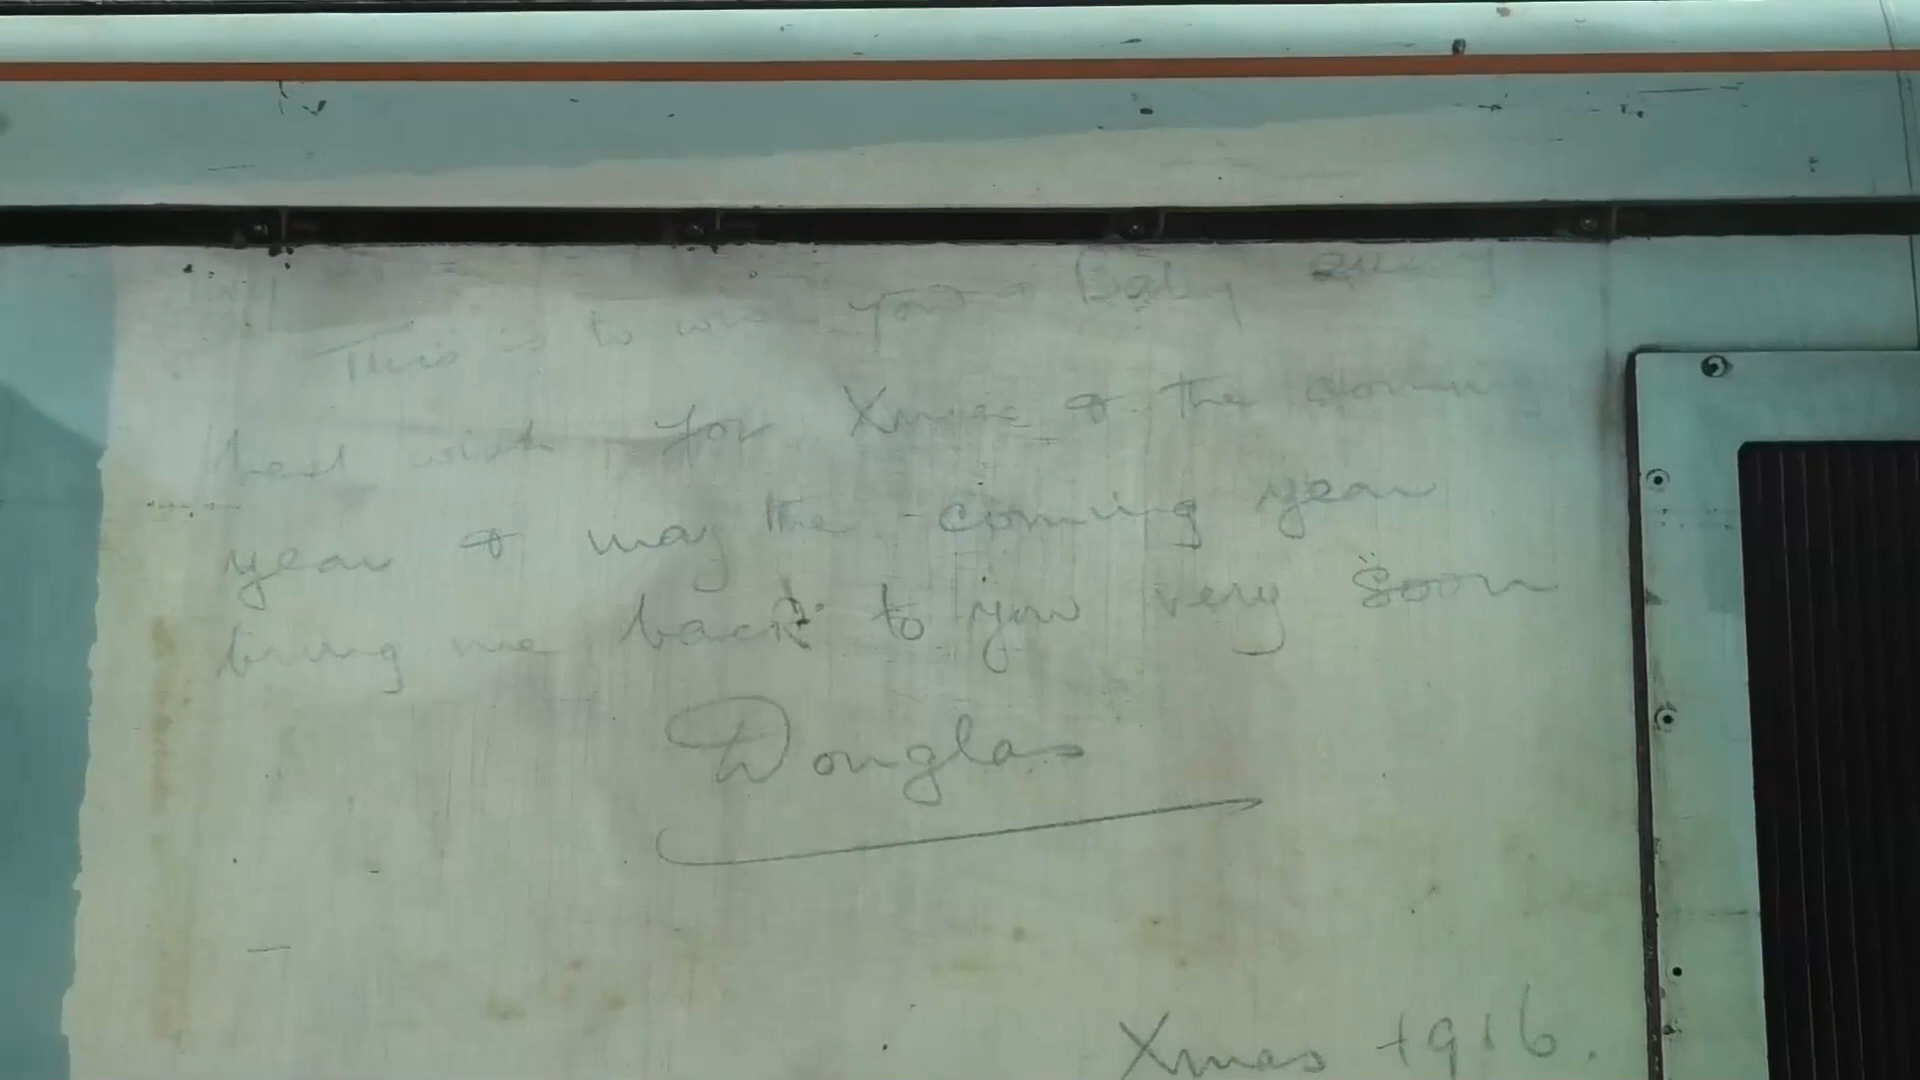 This is to wish you & Baby every
best wish for Xmas & the coming
year & may the coming year
bring me back to you very soon
Douglas
Xmas 1916.